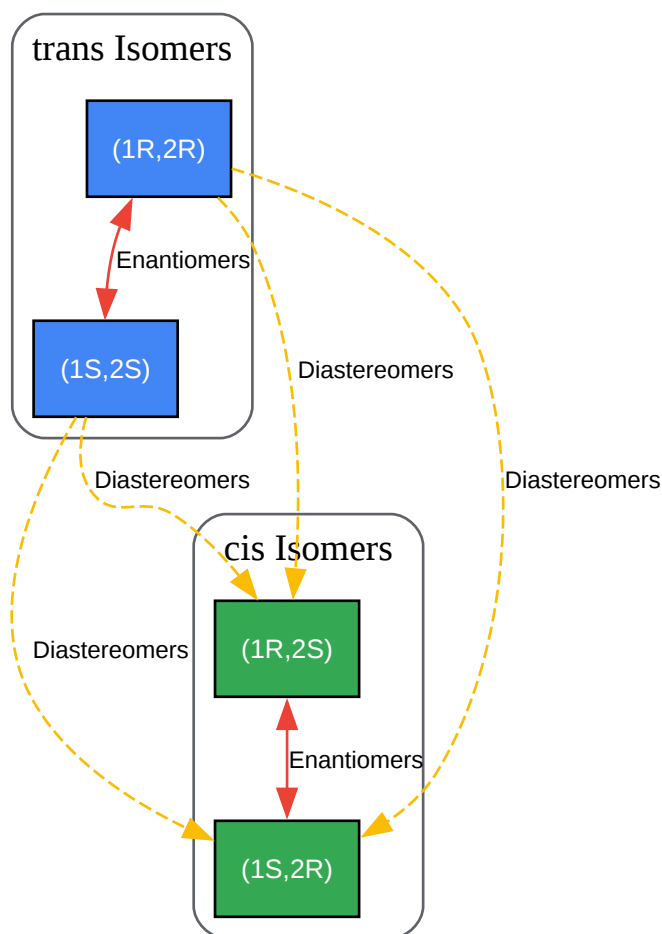 trans Isomers
(1R,2R)
Enantiomers
(1S,2S)
Diastereomers
Diastereomers
Diastereomers
cis Isomers
(1R,2S)
Diastereomers
Enantiomers
(1S,2R)